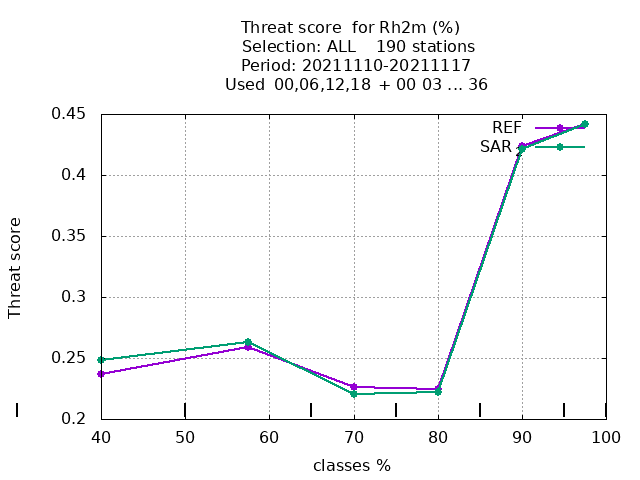 Threat score  for Rh2m (%)
Selection: ALL    190 stations
Period: 20211110-20211117
Used  00,06,12,18  + 00 03 ... 36
0.45
REF
SAR
0.4
0.35
Threat score
0.3
0.25
0.2
40 50 60 70 80 90 100
classes %